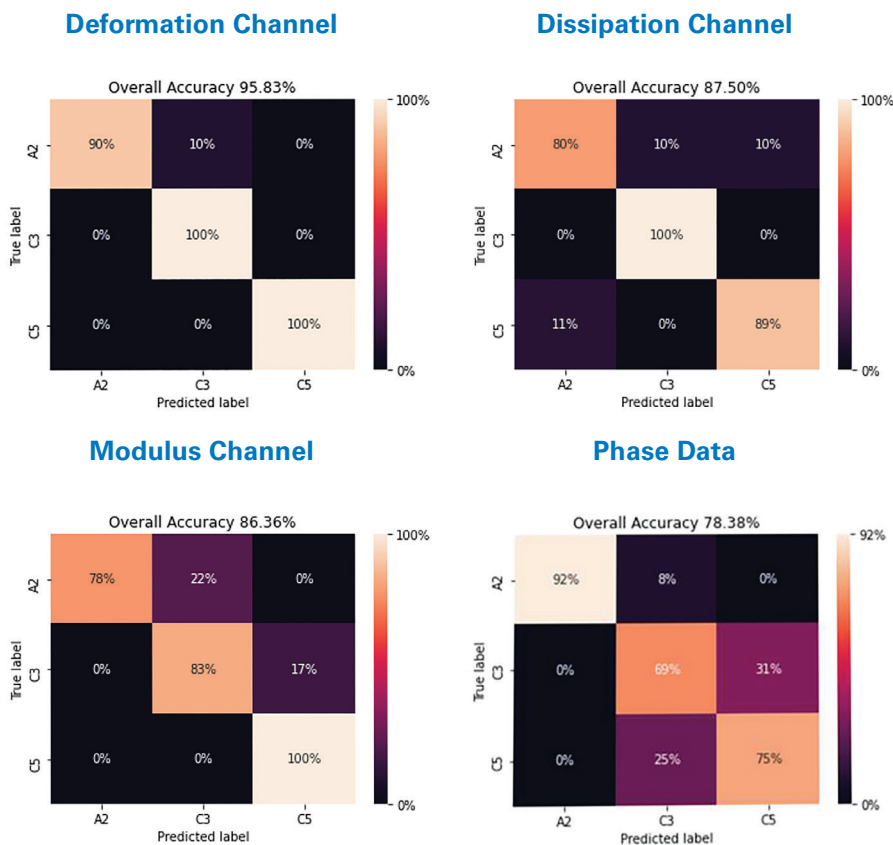 Deformation Channel
Overall Accuracy 95.83%
100%
A2
90% 10% 0%
C3
0% 100% 0%
C5
0% 0% 100%
0%
True label
A2 C3 C5
Predicted label
Dissipation Channel
Overall Accuracy 87.50%
100%
A2
80% 10% 10%
C3
0% 100% 0%
C5
11% 0% 89%
0%
True label
A2 C3 C5
Predicted label
Modulus Channel
Overall Accuracy 86.36%
100%
A2
78% 22% 0%
C3
0% 83% 17%
C5
0% 0% 100%
0%
True label
A2 C3 C5
Predicted label
Phase Data
Overall Accuracy 78.38%
92%
A2
92% 8% 0%
C3
0% 69% 31%
C5
0% 25% 75%
0%
True label
A2 C3 C5
Predicted label